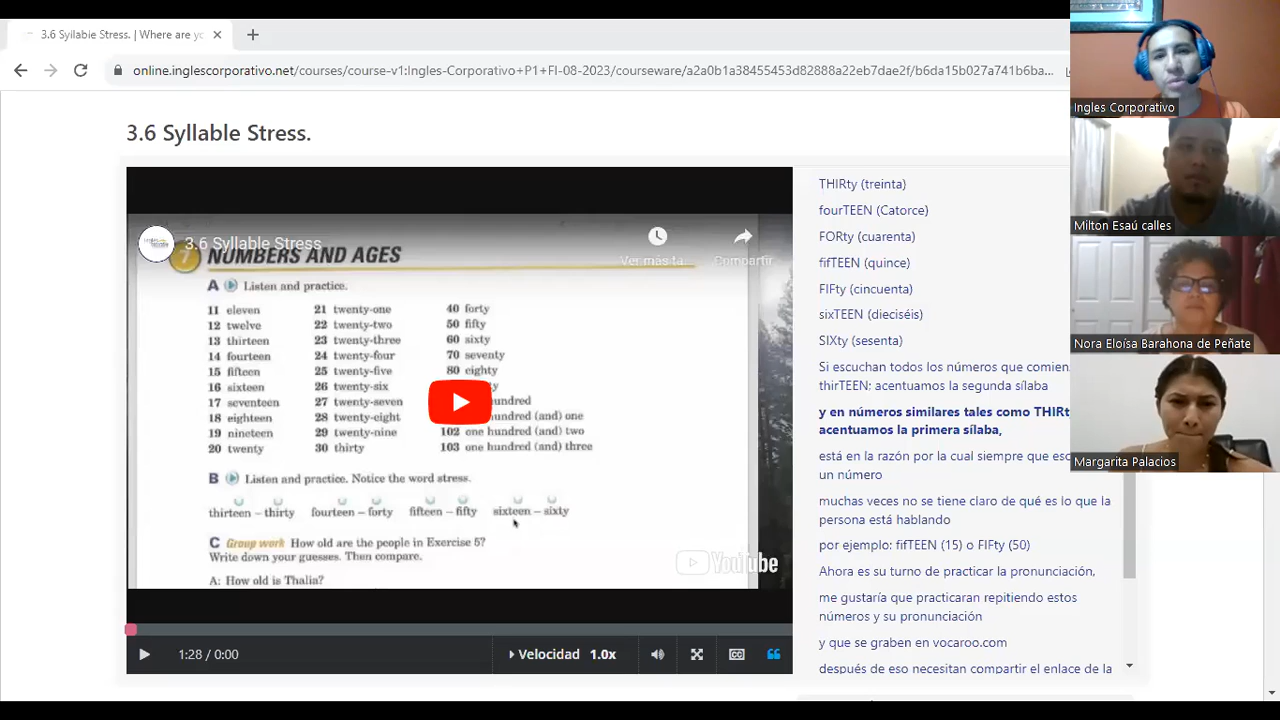 3.6 Syllable Stress. | Where are yo
online.inglescorporativo.net/courses/course-v1:Ingles-Corporativo+P1+FI-08-2023/courseware/a2a0b1a38455453d82888a22eb7dae2f/b6da15b027a741b6ba...
3.6 Syllable Stress.
3.6 Syllable Stress
Ver más ta...
Compartir
7 NUMBERS AND AGES
A Listen and practice.
11 eleven 21 twenty-one 40 forty
12 twelve 22 twenty-two 50 fifty
13 thirteen 23 twenty-three 60 sixty
14 fourteen 24 twenty-four 70 seventy
15 fifteen 25 twenty-five 80 eighty
16 sixteen 26 twenty-six
17 seventeen 27 twenty-seven hundred
18 eighteen 28 twenty-eight hundred (and) one
19 nineteen 29 twenty-nine 102 one hundred (and) two
20 twenty 30 thirty 103 one hundred (and) three
B Listen and practice. Notice the word stress.
thirteen – thirty fourteen – forty fifteen – fifty sixteen – sixty
C Group work How old are the people in Exercise 5?
Write down your guesses. Then compare.
A: How old is Thalia?
YouTube
1:28 / 0:00
Velocidad 1.0x
THIRty (treinta)
fourTEEN (Catorce)
FORty (cuarenta)
fifTEEN (quince)
FIFty (cincuenta)
sixTEEN (dieciséis)
SIXty (sesenta)
Si escuchan todos los números que comien
thirTEEN; acentuamos la segunda sílaba
y en números similares tales como THIRt
acentuamos la primera sílaba,
está en la razón por la cual siempre que es
un número
muchas veces no se tiene claro de qué es lo que la
persona está hablando
por ejemplo: fifTEEN (15) o FIFty (50)
Ahora es su turno de practicar la pronunciación,
me gustaría que practicaran repitiendo estos
números y su pronunciación
y que se graben en vocaroo.com
después de eso necesitan compartir el enlace de la
Ingles Corporativo
Milton Esaú calles
Nora Eloísa Barahona de Peñate
Margarita Palacios